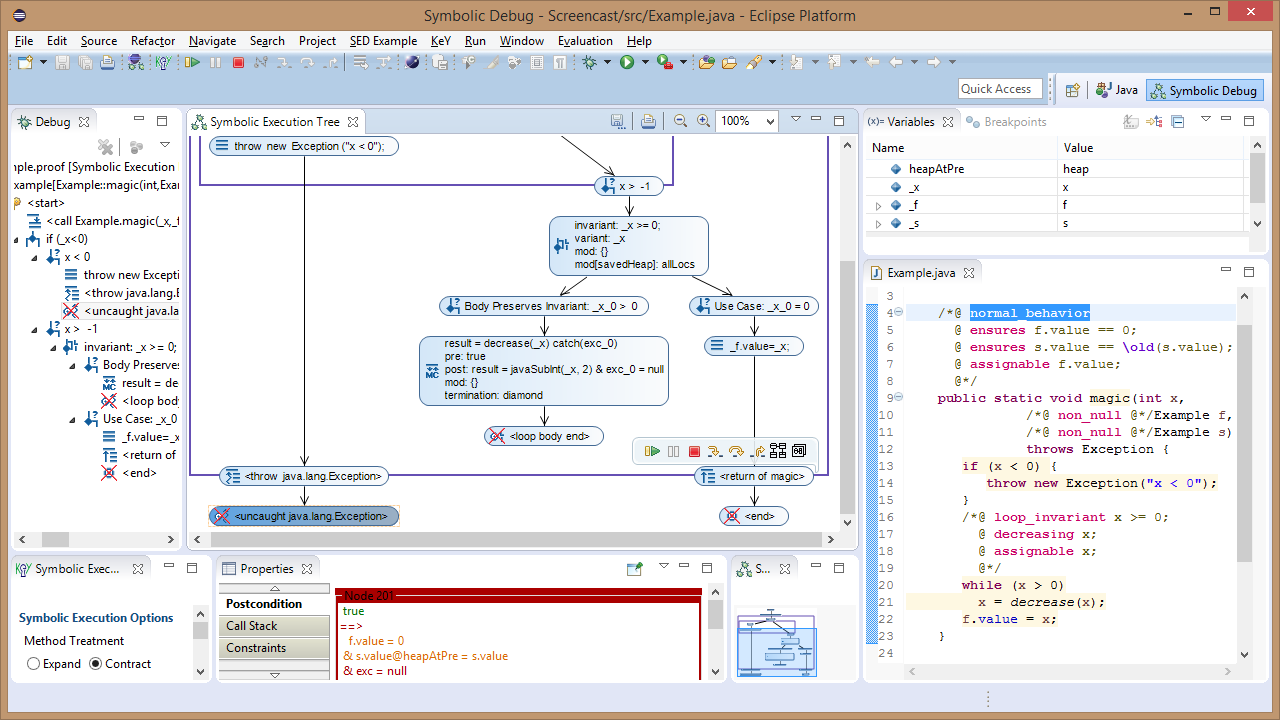 Symbolic Debug - Screencast/src/Example.java - Eclipse Platform
File Edit Source Refactor Navigate Search Project SED Example KeY Run Window Evaluation Help
Quick Access
Java
Symbolic Debug
Debug
mple.proof [Symbolic Execution
xample[Example::magic(int,Exar
<start>
<call Example.magic(_x,_f
if (_x<0)
x < 0
throw new Excepti
<throw java.lang.E
<uncaught java.la
x > -1
invariant: _x >= 0;
Body Preserves
result = de
<loop body
Use Case: _x_0
_f.value=_x
<return of
<end>
Symbolic Execution Tree
100%
throw new Exception ("x < 0");
x > -1
invariant: _x >= 0;
variant: _x
mod: {}
mod[savedHeap]: allLocs
Body Preserves Invariant: _x_0 > 0
Use Case: _x_0 = 0
result = decrease(_x) catch(exc_0)
pre: true
post: result = javaSubInt(_x, 2) & exc_0 = null
mod: {}
termination: diamond
_f.value=_x;
<loop body end>
<throw java.lang.Exception>
<return of magic>
<uncaught java.lang.Exception>
<end>
Variables
Breakpoints
Name Value
heapAtPre heap
_x x
_f f
_s s
Example.java
3
4 /*@ normal_behavior
5 @ ensures f.value == 0;
6 @ ensures s.value == \old(s.value);
7 @ assignable f.value;
8 @*/
9 public static void magic(int x,
10 /*@ non_null @*/Example f,
11 /*@ non_null @*/Example s)
12 throws Exception {
13 if (x < 0) {
14 throw new Exception("x < 0");
15 }
16 /*@ loop_invariant x >= 0;
17 @ decreasing x;
18 @ assignable x;
19 @*/
20 while (x > 0)
21 x = decrease(x);
22 f.value = x;
23 }
24
Symbolic Exec...
Symbolic Execution Options
Method Treatment
Expand Contract
Properties
Postcondition
Call Stack
Constraints
Node 201
true
==>
f.value = 0
& s.value@heapAtPre = s.value
& exc = null
S...